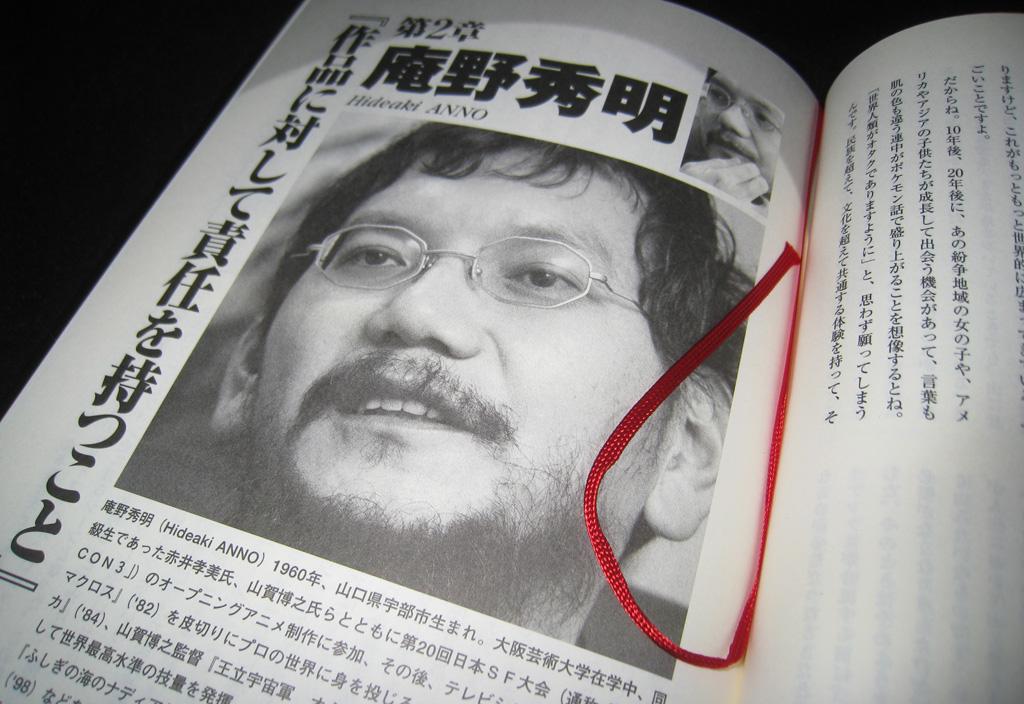 第2章
庵野秀明
Hideaki ANNO
『作品に対して責任を持つこと』
庵野秀明（Hideaki ANNO）1960年、山口県宇部市生まれ。大阪芸術大学在学中、同
級生であった赤井孝美氏、山賀博之氏らとともに第20回日本SF大会（通称
CON3』）のオープニングアニメ制作に参加、その後、テレビシ
マクロス』（'82）を皮切りにプロの世界に身を投じる
カ』（'84）、山賀博之監督『王立宇宙軍
して世界最高水準の技量を発揮
『ふしぎの海のナディア
（'98）など
りますけど、これがもっともっと世界的に
こいことですよ。
だからね。10年後、20年後に、あの紛争地域の女の子や、アメ
リカやアジアの子供たちが成長して出会う機会があって、言葉も
肌の色も違う連中がポケモン話で盛り上がることを想像するとね。
「世界人類がオタクでありますように」と、思わず願ってしまう
んです。民族を超えて、文化を超えて共通する体験を持って、そ